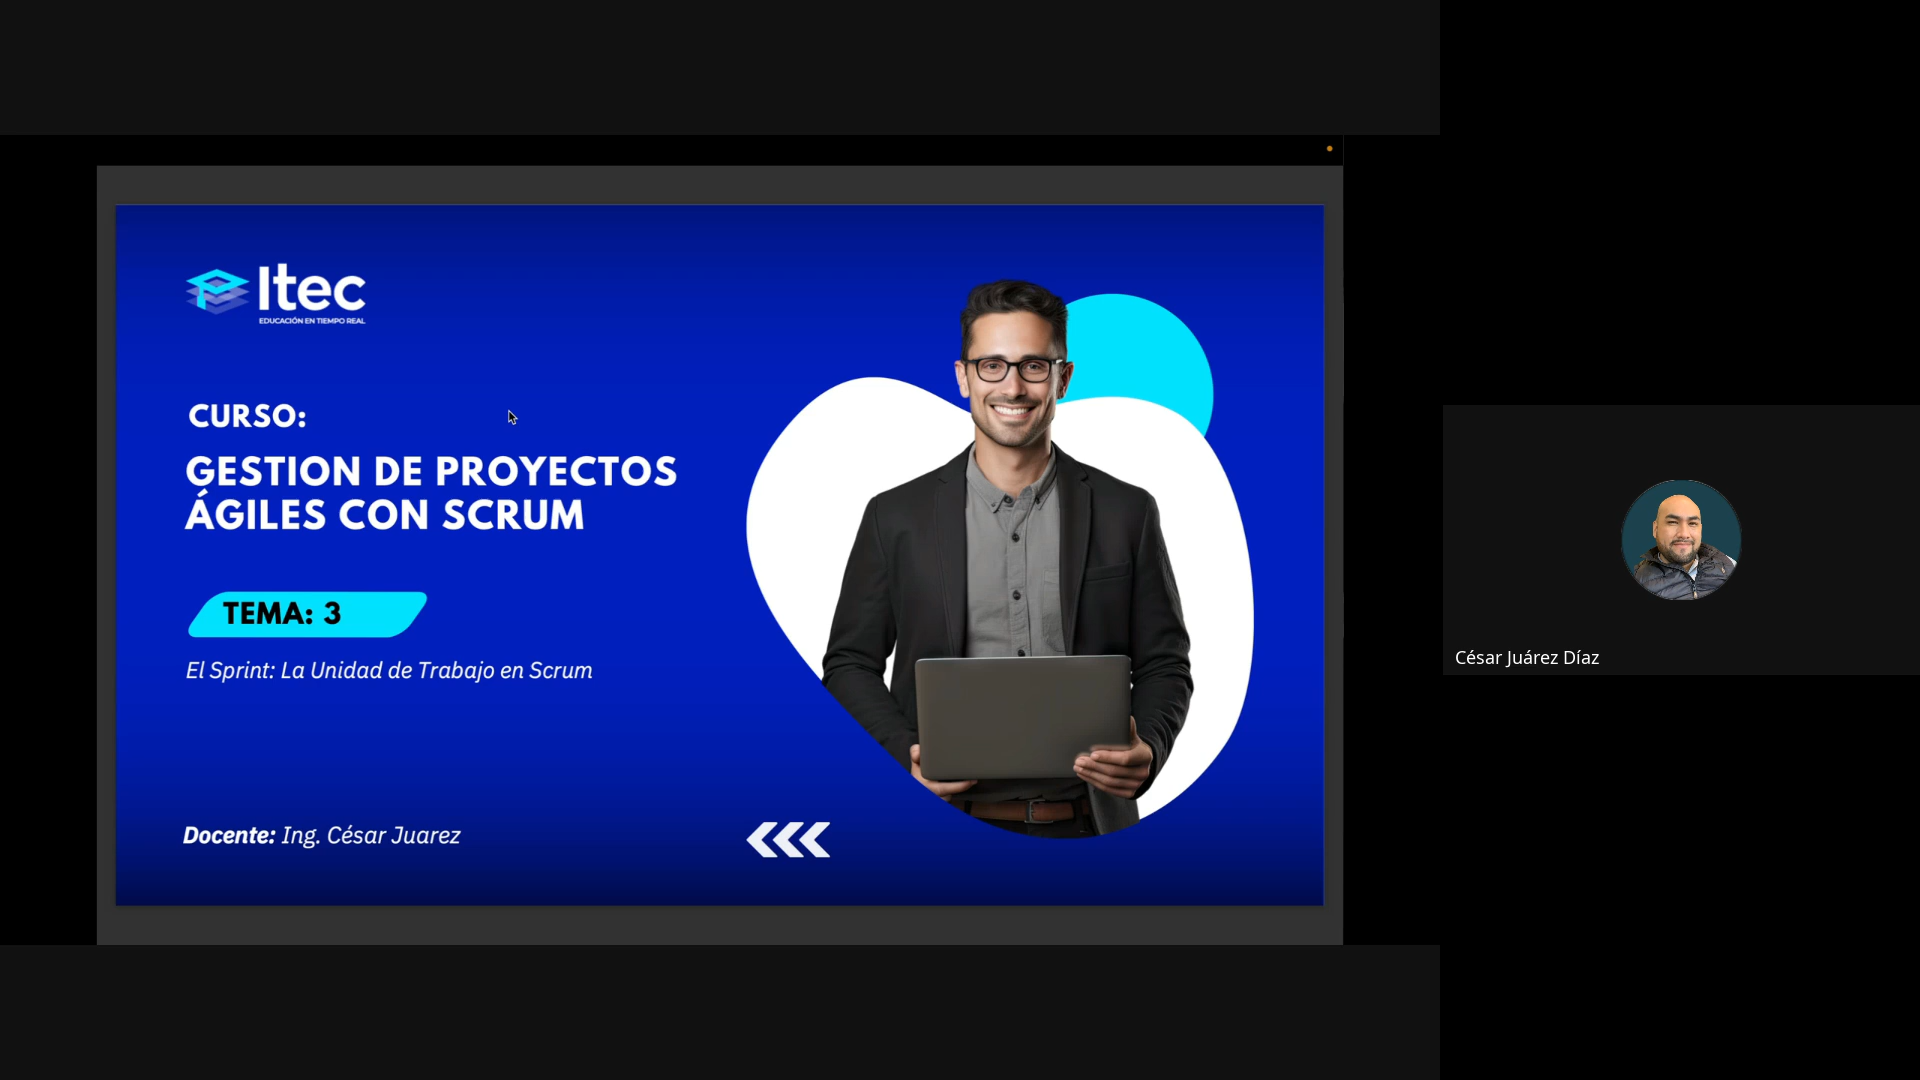 Itec
EDUCACIÓN EN TIEMPO REAL
CURSO:
GESTION DE PROYECTOS
ÁGILES CON SCRUM
TEMA: 3
El Sprint: La Unidad de Trabajo en Scrum
Docente: Ing. César Juarez
César Juárez Díaz